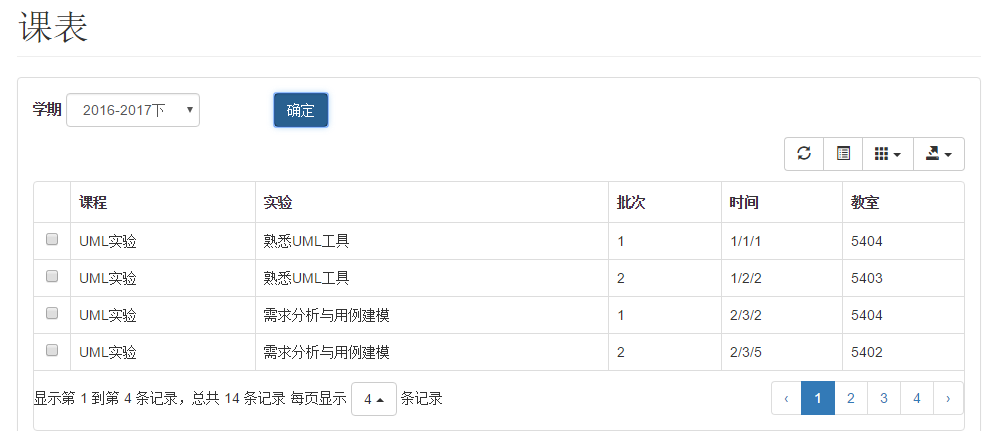 课表
学期 2016-2017下 确定
课程 实验 批次 时间 教室
UML实验 熟悉UML工具 1 1/1/1 5404
UML实验 熟悉UML工具 2 1/2/2 5403
UML实验 需求分析与用例建模 1 2/3/2 5404
UML实验 需求分析与用例建模 2 2/3/5 5402
显示第 1 到第 4 条记录，总共 14 条记录 每页显示 4 条记录 ‹ 1 2 3 4 ›